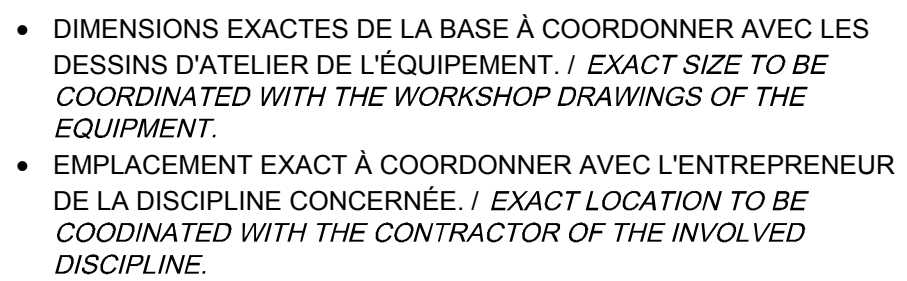 • DIMENSIONS EXACTES DE LA BASE À COORDONNER AVEC LES
DESSINS D'ATELIER DE L'ÉQUIPEMENT. / EXACT SIZE TO BE
COORDINATED WITH THE WORKSHOP DRAWINGS OF THE
EQUIPMENT.
• EMPLACEMENT EXACT À COORDONNER AVEC L'ENTREPRENEUR
DE LA DISCIPLINE CONCERNÉE. / EXACT LOCATION TO BE
COODINATED WITH THE CONTRACTOR OF THE INVOLVED
DISCIPLINE.